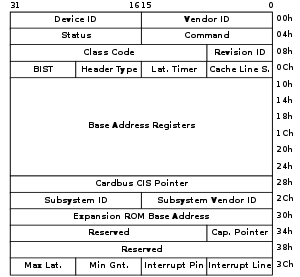 31 16 15 0
Device ID Vendor ID 00h
Status Command 04h
Class Code Revision ID 08h
BIST Header Type Lat. Timer Cache Line S. 0Ch
10h
14h
18h
Base Address Registers 1Ch
20h
24h
Cardbus CIS Pointer 28h
Subsystem ID Subsystem Vendor ID 2Ch
Expansion ROM Base Address 30h
Reserved Cap. Pointer 34h
Reserved 38h
Max Lat. Min Gnt. Interrupt Pin Interrupt Line 3Ch